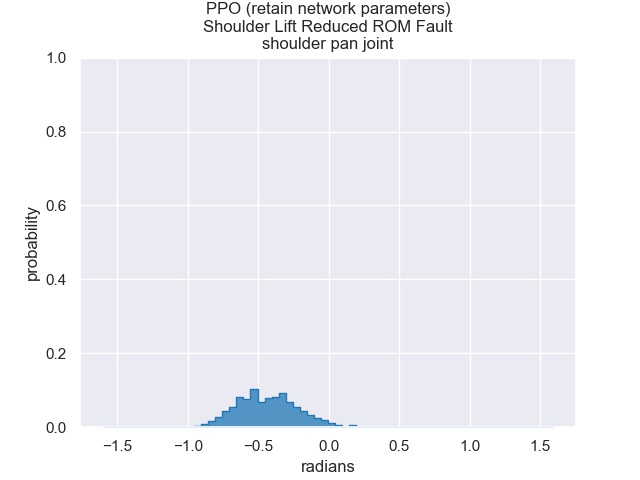 PPO (retain network parameters)
Shoulder Lift Reduced ROM Fault
shoulder pan joint
1.0
0.8
0.6
0.4
0.2
0.0
probability
−1.5 −1.0 −0.5 0.0 0.5 1.0 1.5
radians